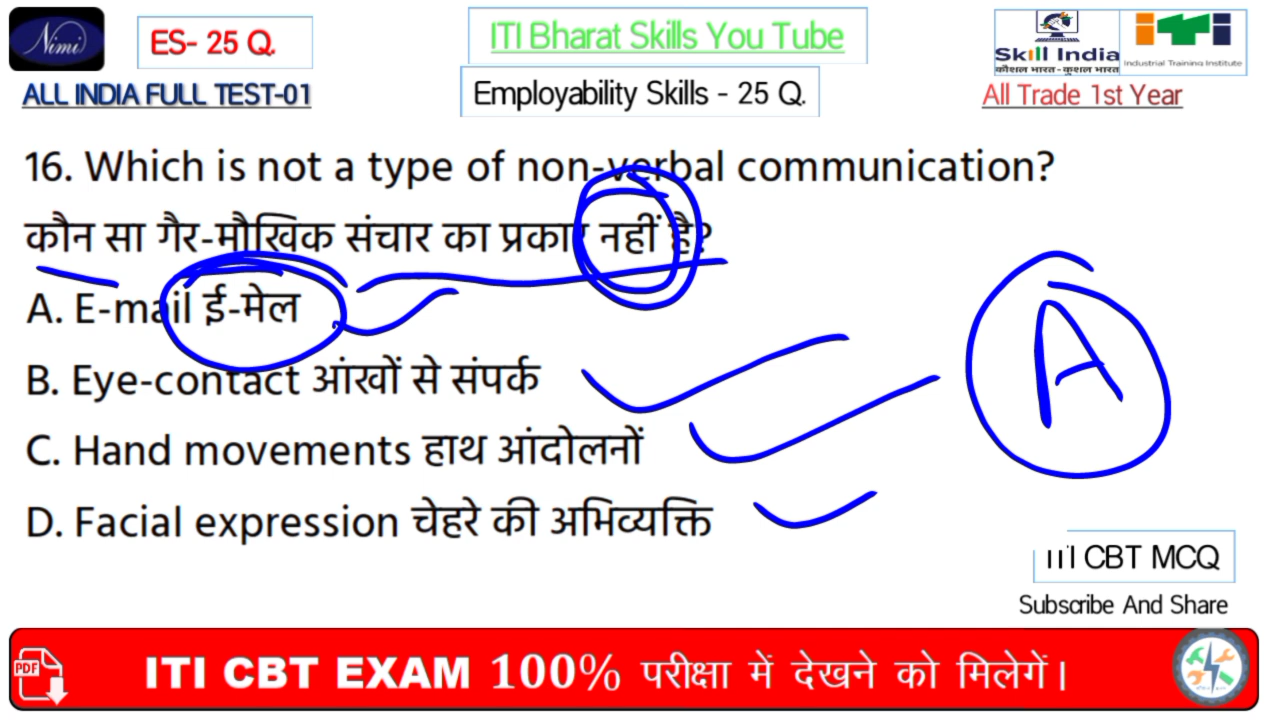 Nimi
ES- 25 Q.
ITI Bharat Skills You Tube
Skill India
कौशल भारत - कुशल भारत
iTi
Industrial Training Institute
ALL INDIA FULL TEST-01
Employability Skills - 25 Q.
All Trade 1st Year
16. Which is not a type of non-verbal communication?
कौन सा गैर-मौखिक संचार का प्रकार नहीं है?
A. E-mail ई-मेल
B. Eye-contact आंखों से संपर्क
C. Hand movements हाथ आंदोलनों
D. Facial expression चेहरे की अभिव्यक्ति
A
CBT MCQ
Subscribe And Share
PDF
ITI CBT EXAM 100% परीक्षा में देखने को मिलेगें।